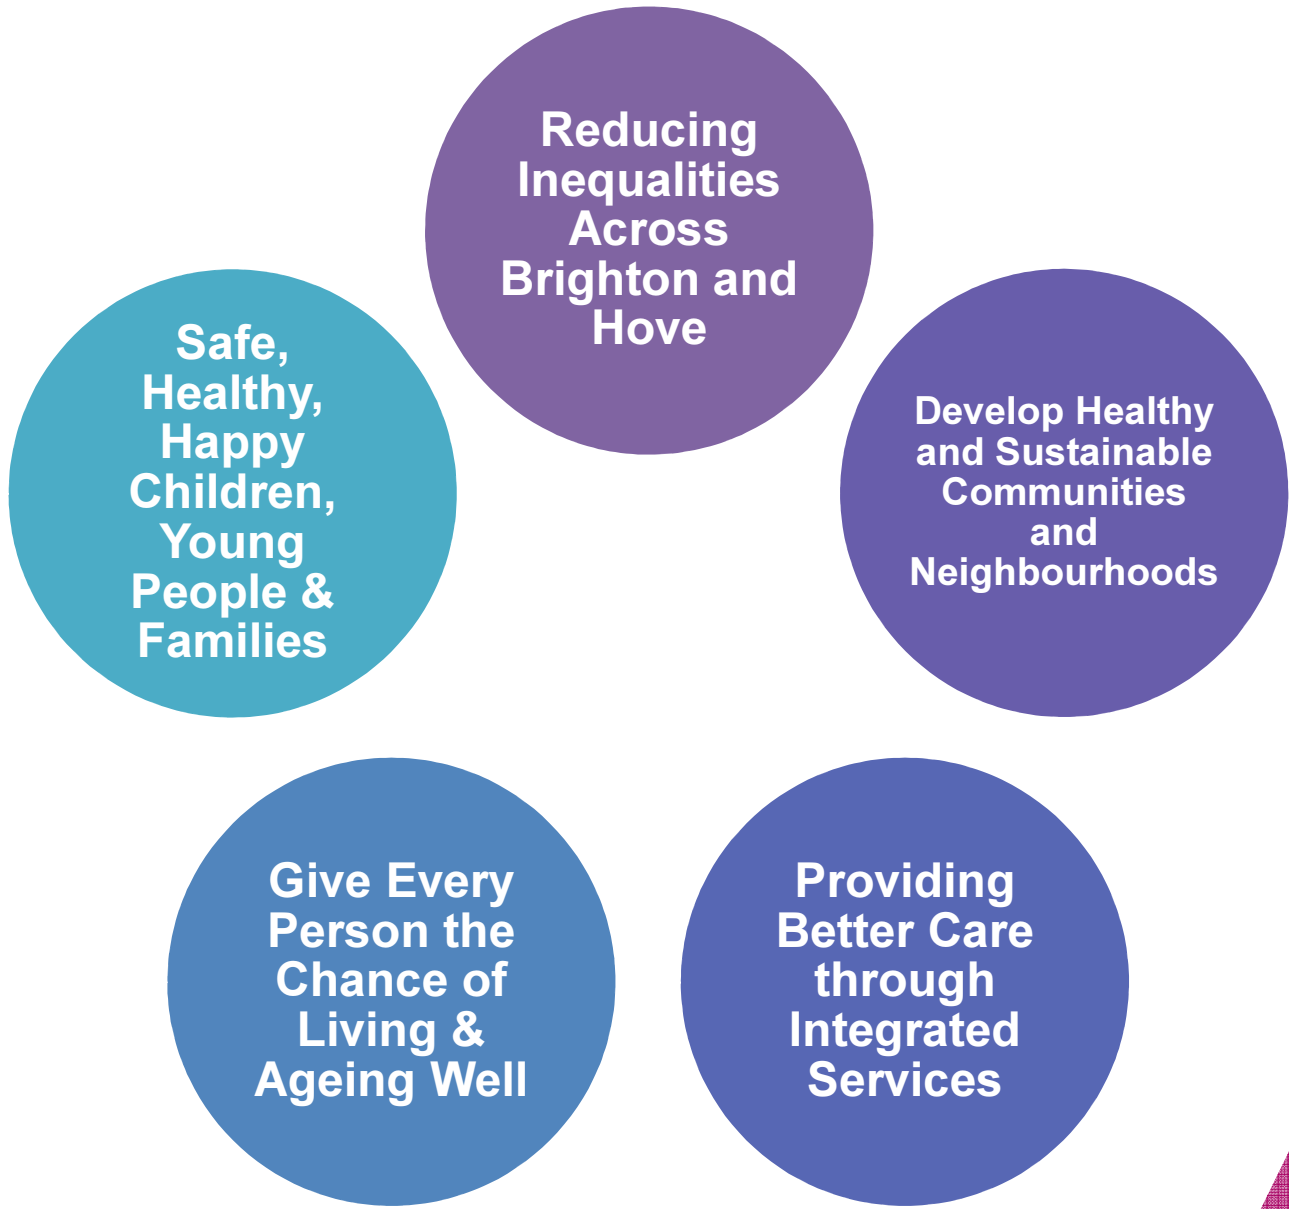 Reducing
Inequalities
Across
Brighton and
Hove
Safe,
Healthy,
Happy
Children,
Young
People &
Families
Develop Healthy
and Sustainable
Communities
and
Neighbourhoods
Give Every
Person the
Chance of
Living &
Ageing Well
Providing
Better Care
through
Integrated
Services